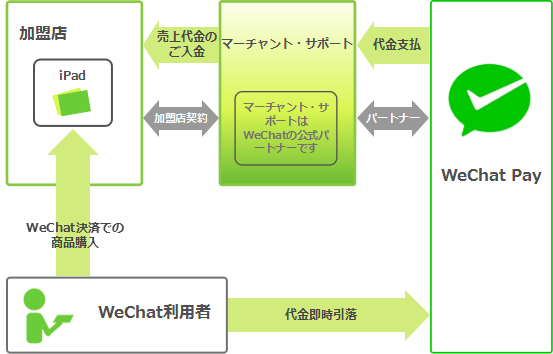 加盟店
iPad
売上代金の
ご入金
マーチャント・サポート
代金支払
加盟店契約
マーチャント・サ
ポートは
WeChatの公式パ
ートナーです
パートナー
WeChat Pay
WeChat決済での
商品購入
WeChat利用者
代金即時引落